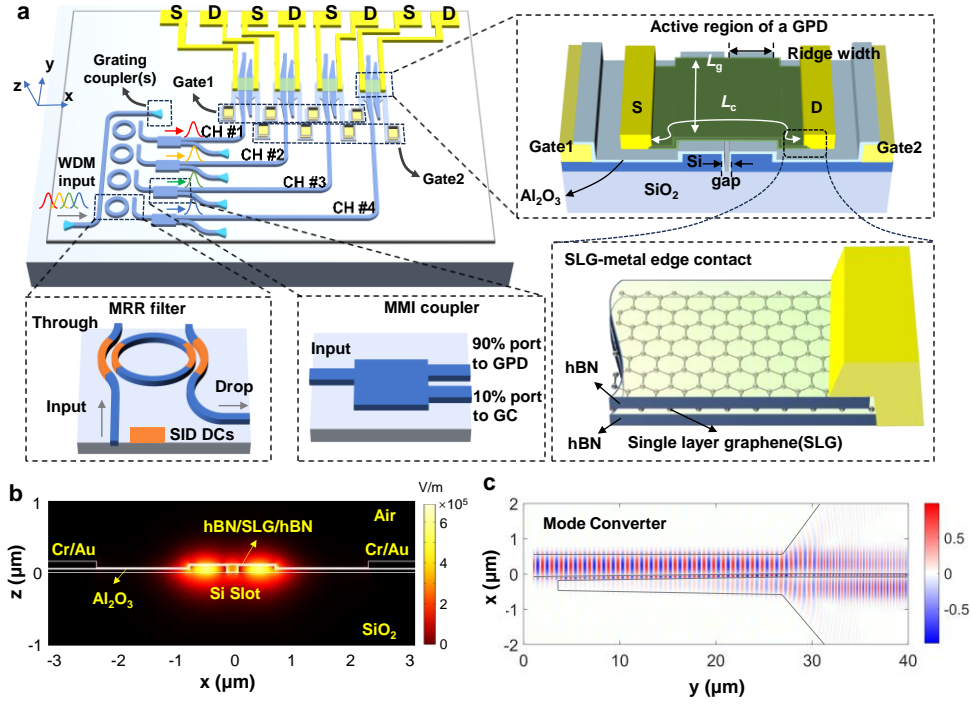 a
S D S D S D S D
z y x
Grating
coupler(s)
Gate1
WDM
input
CH #1
CH #2
CH #3
CH #4
Gate2
Active region of a GPD
Ridge width
Lg
Lc
S
D
Gate1
Gate2
Si
gap
Al2O3
SiO2
MRR filter
Through
Input
Drop
SID DCs
MMI coupler
Input
90% port
to GPD
10% port
to GC
SLG-metal edge contact
hBN
hBN
Single layer graphene(SLG)
b
V/m
×10⁵
1
0
-1
z (μm)
Air
hBN/SLG/hBN
Cr/Au
Cr/Au
Al2O3
Si Slot
SiO2
6
4
2
0
-3 -2 -1 0 1 2 3
x (μm)
c
2
1
0
-1
-2
x (μm)
Mode Converter
0.5
0
-0.5
0 10 20 30 40
y (μm)